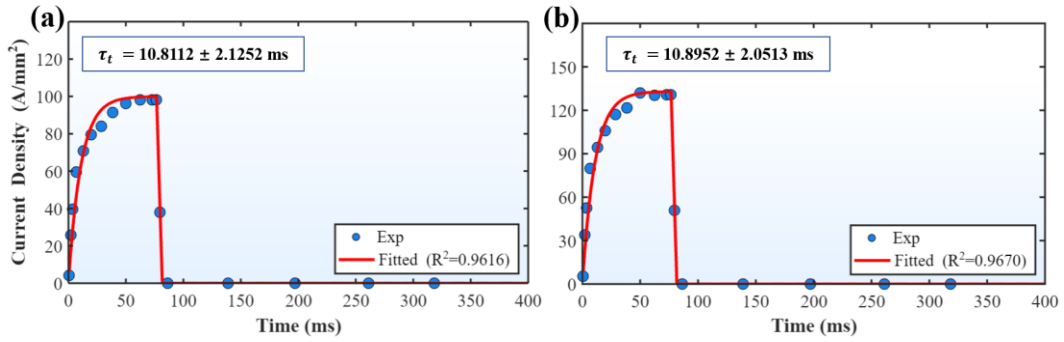 (a)
τt = 10.8112 ± 2.1252 ms
Current Density (A/mm²)
120
100
80
60
40
20
0
0 50 100 150 200 250 300 350 400
Time (ms)
Exp
Fitted (R²=0.9616)
(b)
τt = 10.8952 ± 2.0513 ms
150
120
90
60
30
0
0 50 100 150 200 250 300 350 400
Time (ms)
Exp
Fitted (R²=0.9670)